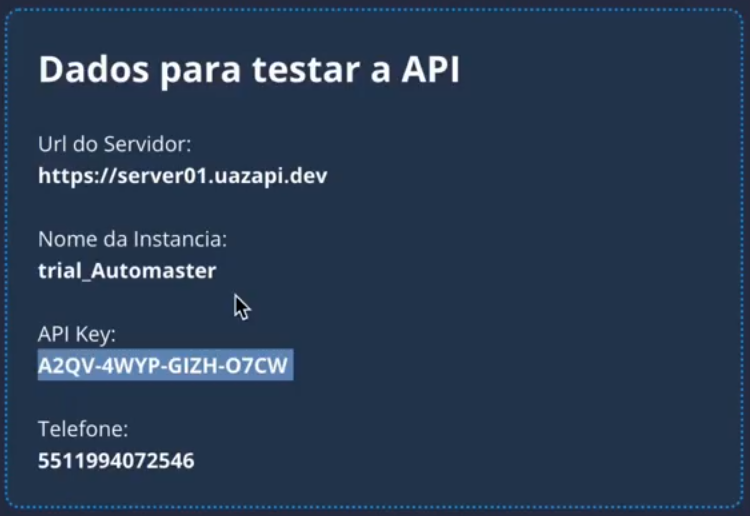 Dados para testar a API
Url do Servidor:
https://server01.uazapi.dev
Nome da Instancia:
trial_Automaster
API Key:
A2QV-4WYP-GIZH-O7CW
Telefone:
5511994072546